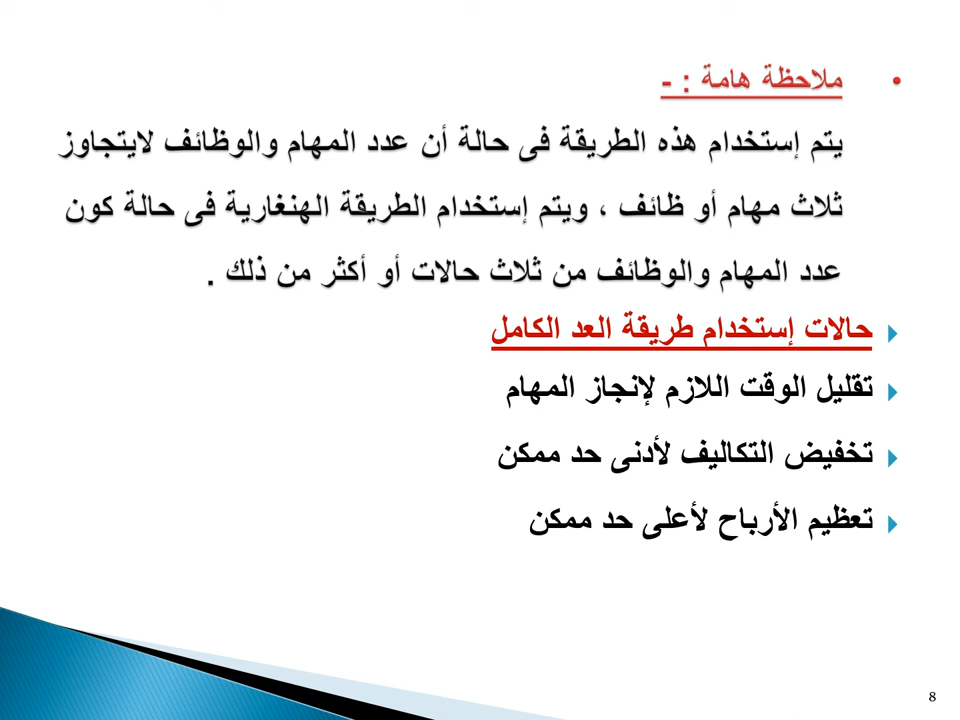 • ملاحظة هامة : -
يتم إستخدام هذه الطريقة فى حالة أن عدد المهام والوظائف لايتجاوز
ثلاث مهام أو ظائف ، ويتم إستخدام الطريقة الهنغارية فى حالة كون
عدد المهام والوظائف من ثلاث حالات أو أكثر من ذلك .
حالات إستخدام طريقة العد الكامل
تقليل الوقت اللازم لإنجاز المهام
تخفيض التكاليف لأدنى حد ممكن
تعظيم الأرباح لأعلى حد ممكن
8